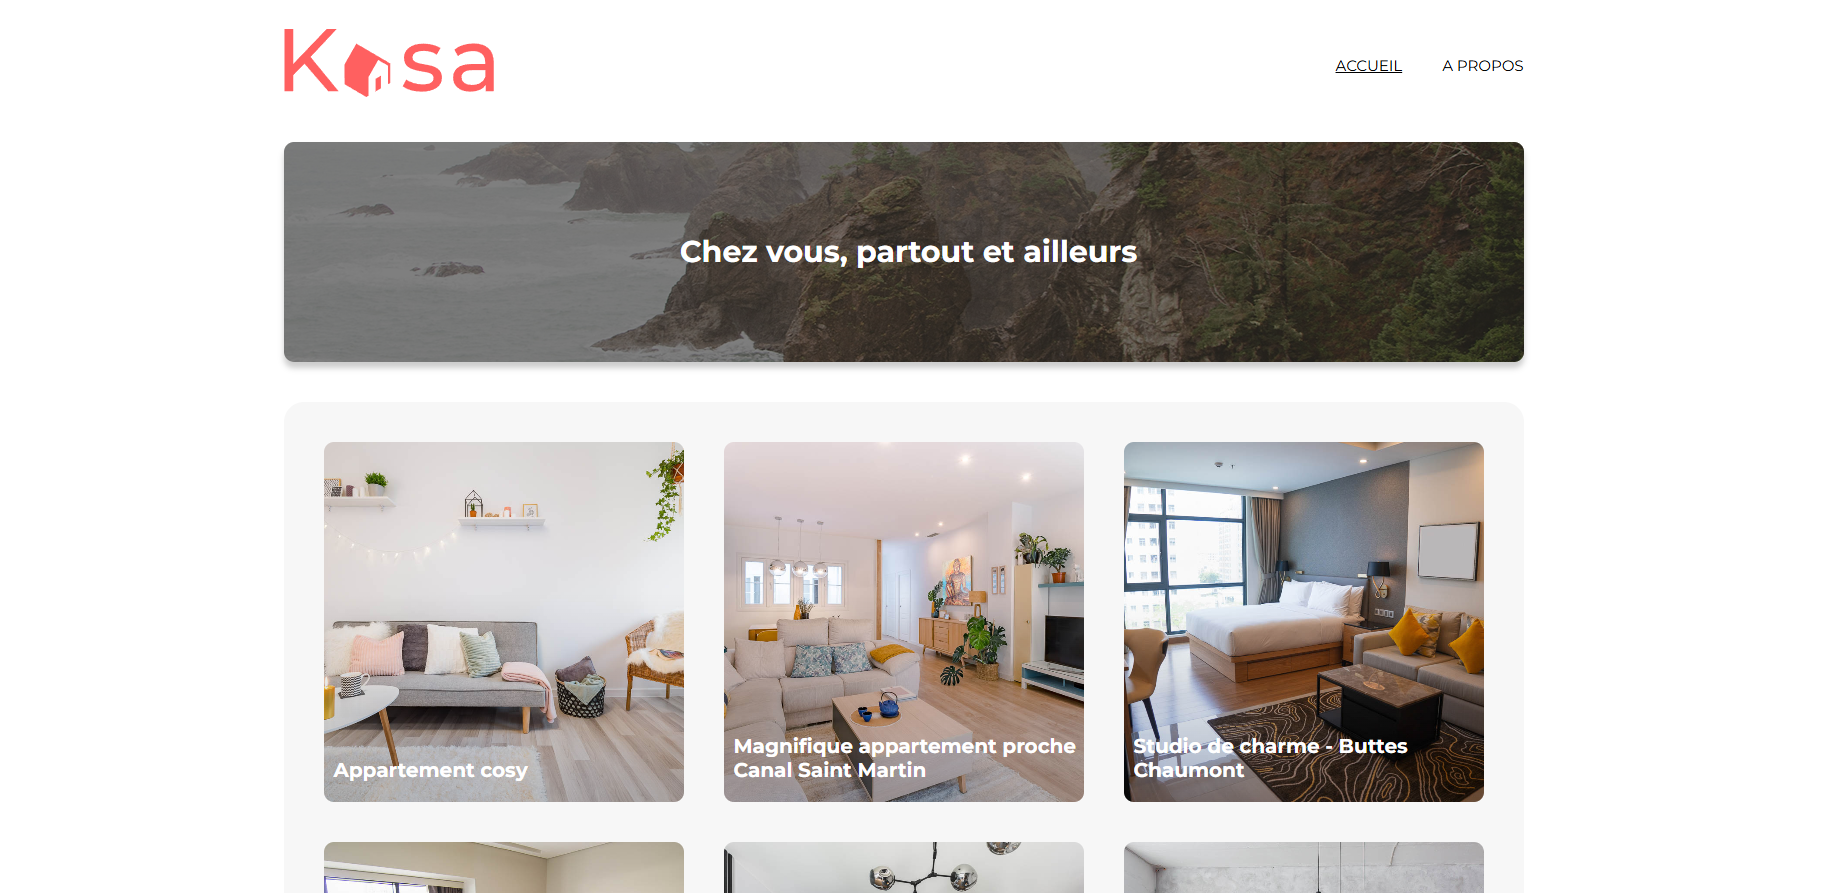 Kasa
ACCUEIL
A PROPOS
Chez vous, partout et ailleurs
Appartement cosy
Magnifique appartement proche
Canal Saint Martin
Studio de charme - Buttes
Chaumont